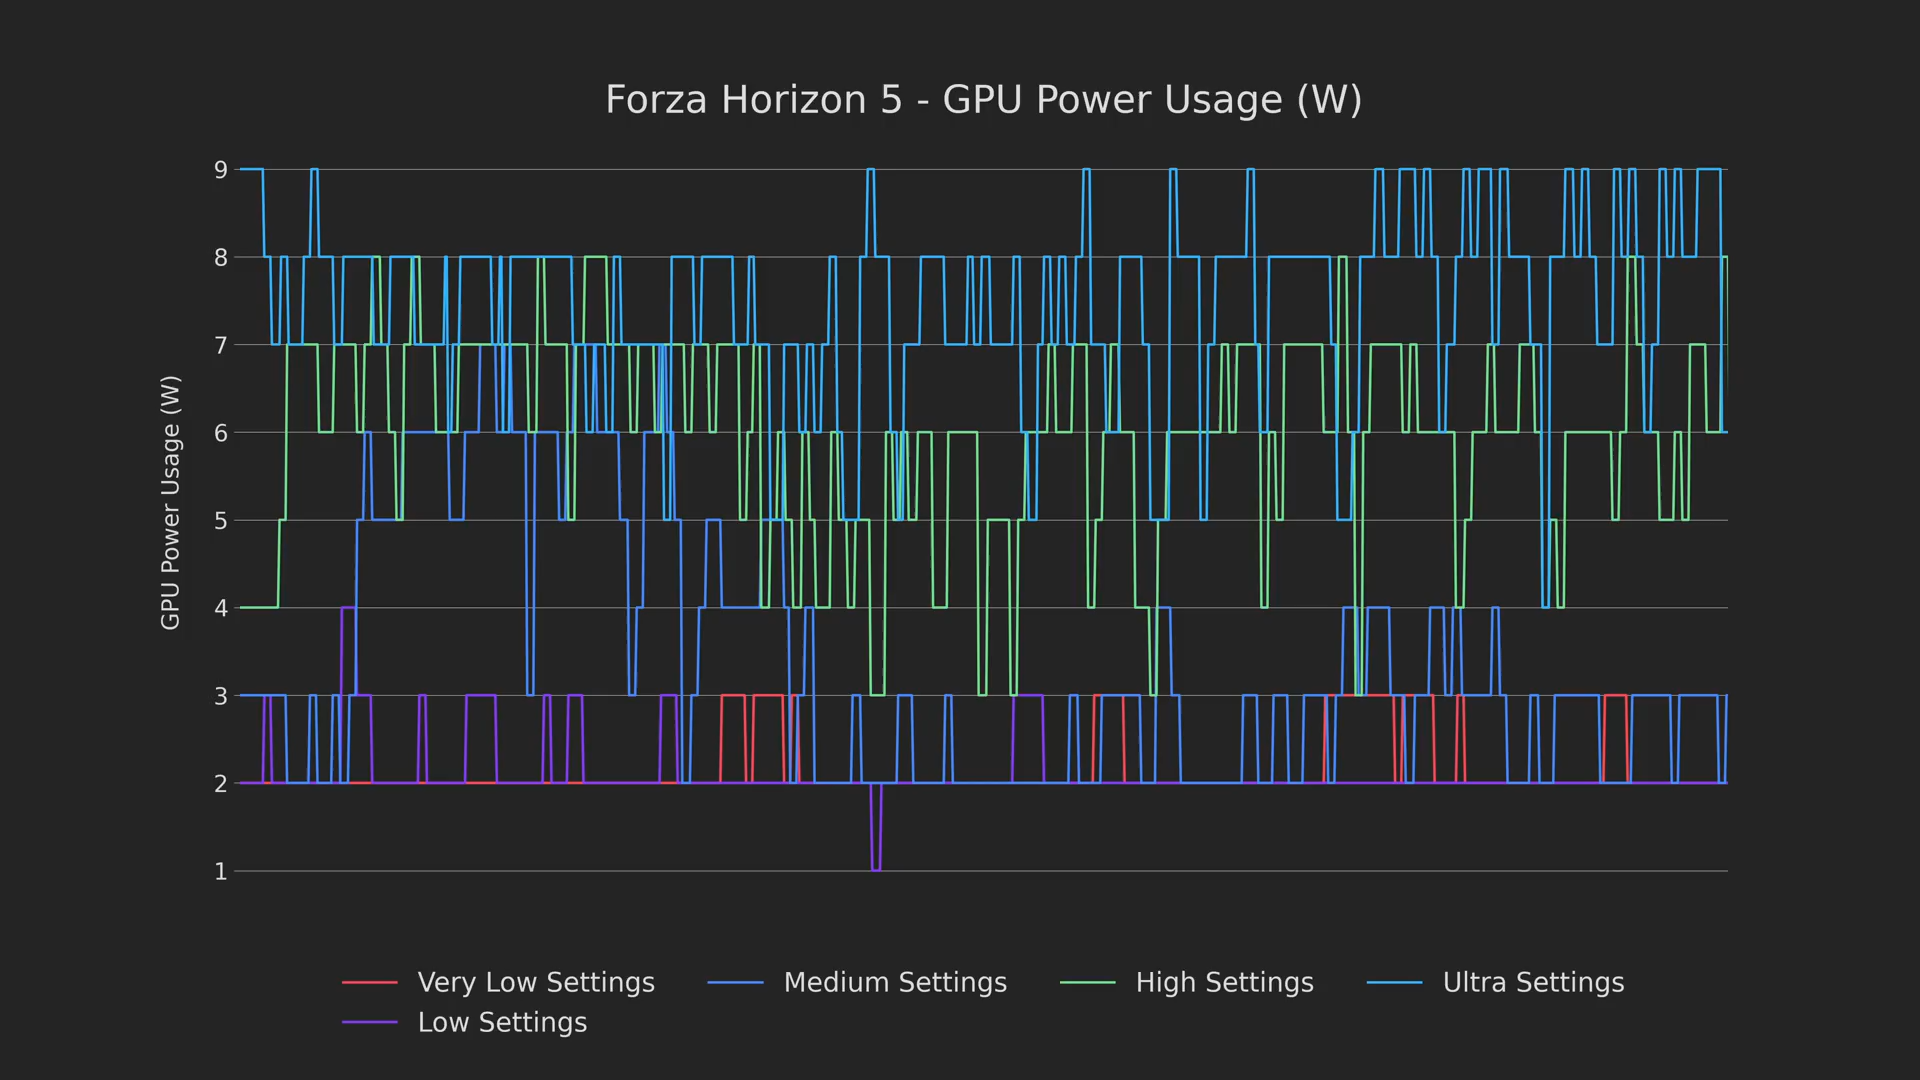 Forza Horizon 5 - GPU Power Usage (W)
GPU Power Usage (W)
9
8
7
6
5
4
3
2
1
Very Low Settings
Medium Settings
High Settings
Ultra Settings
Low Settings